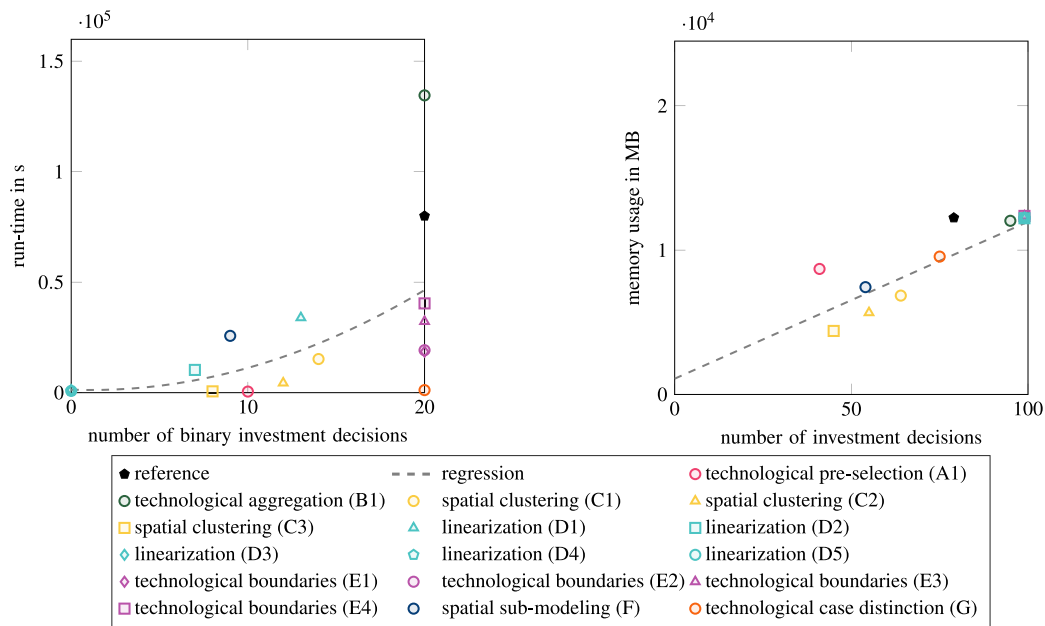 ·10⁵
1.5
1
0.5
0
run-time in s
0
10
20
number of binary investment decisions
·10⁴
2
1
0
memory usage in MB
0
50
100
number of investment decisions
reference
regression
technological pre-selection (A1)
technological aggregation (B1)
spatial clustering (C1)
spatial clustering (C2)
spatial clustering (C3)
linearization (D1)
linearization (D2)
linearization (D3)
linearization (D4)
linearization (D5)
technological boundaries (E1)
technological boundaries (E2)
technological boundaries (E3)
technological boundaries (E4)
spatial sub-modeling (F)
technological case distinction (G)